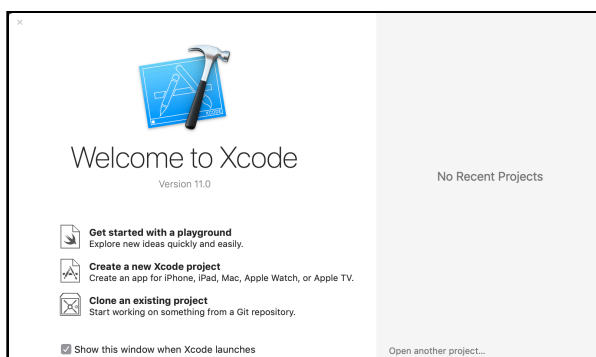 XCODE
Welcome to Xcode
Version 11.0
Get started with a playground
Explore new ideas quickly and easily.
Create a new Xcode project
Create an app for iPhone, iPad, Mac, Apple Watch, or Apple TV.
Clone an existing project
Start working on something from a Git repository.
Show this window when Xcode launches
No Recent Projects
Open another project...